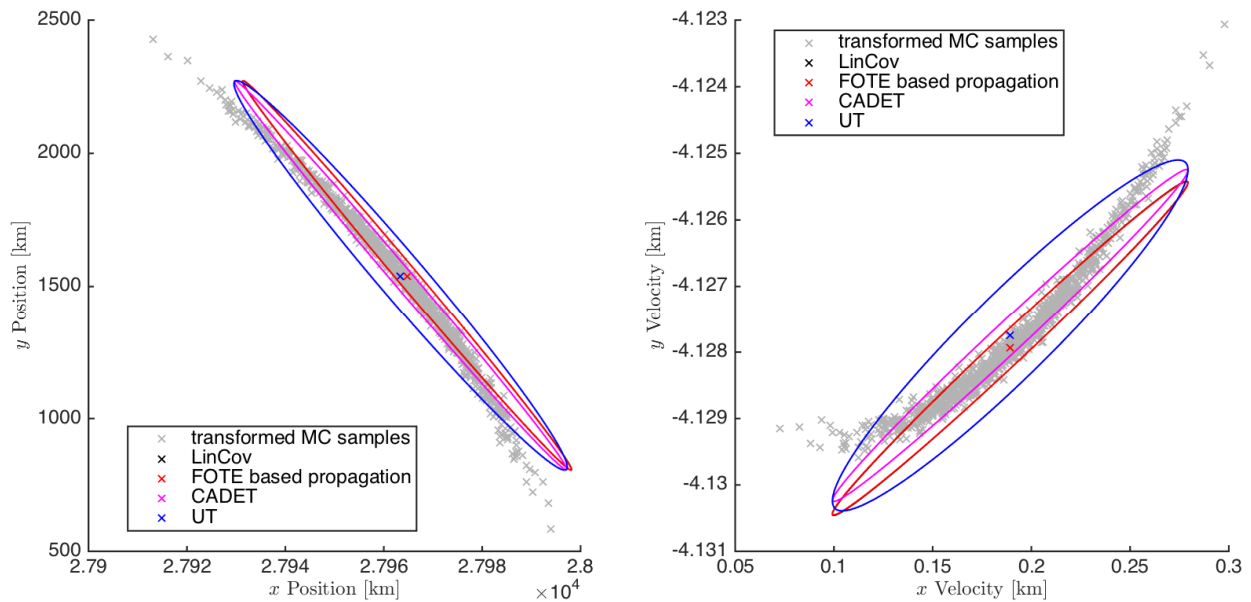 2500
2000
1500
1000
500
y Position [km]
transformed MC samples
LinCov
FOTE based propagation
CADET
UT
2.79
2.792
2.794
2.796
2.798
2.8
x Position [km]
×10⁴
-4.123
-4.124
-4.125
-4.126
-4.127
-4.128
-4.129
-4.13
-4.131
y Velocity [km]
transformed MC samples
LinCov
FOTE based propagation
CADET
UT
0.05
0.1
0.15
0.2
0.25
0.3
x Velocity [km]